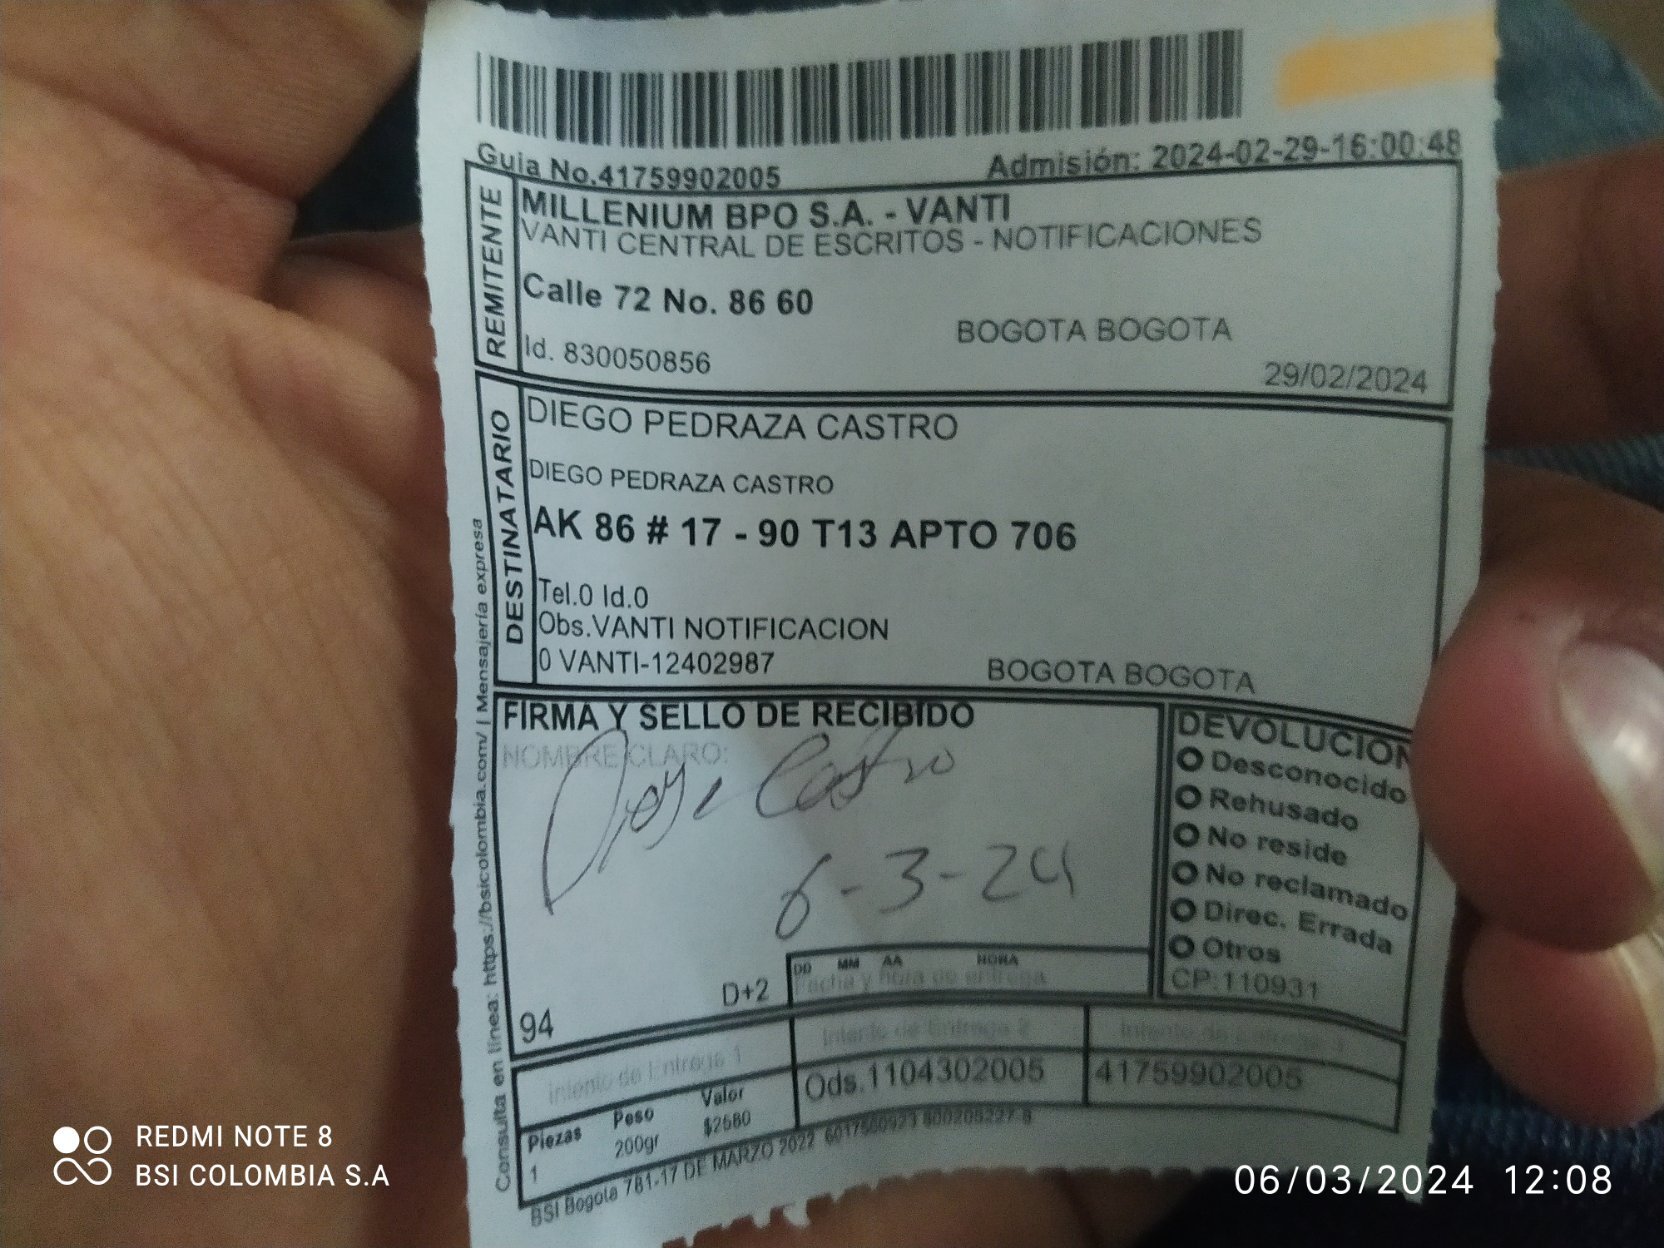 Guia No.41759902005 Admisión: 2024-02-29-16:00:48
REMITENTE
MILLENIUM BPO S.A. - VANTI
VANTI CENTRAL DE ESCRITOS - NOTIFICACIONES
Calle 72 No. 86 60
BOGOTA BOGOTA
Id. 830050856
29/02/2024
DESTINATARIO
DIEGO PEDRAZA CASTRO
DIEGO PEDRAZA CASTRO
AK 86 # 17 - 90 T13 APTO 706
Tel.0 Id.0
Obs.VANTI NOTIFICACION
0 VANTI-12402987
BOGOTA BOGOTA
FIRMA Y SELLO DE RECIBIDO
NOMBRE CLARO:
Castro
6-3-24
DD MM AA HORA
Fecha y hora de entrega
D+2
94
DEVOLUCION
Desconocido
Rehusado
No reside
No reclamado
Direc. Errada
Otros
CP:110931
Intento de Entrega 1
Intento de Entrega 2
Intento de
Piezas Peso Valor
1 200gr $2680
Ods.1104302005
41759902005
BSI Bogota 781-17 DE MARZO 2022
Consulta en línea: https://bsicolombia.com/ | Mensajería expresa
REDMI NOTE 8
BSI COLOMBIA S.A
06/03/2024 12:08